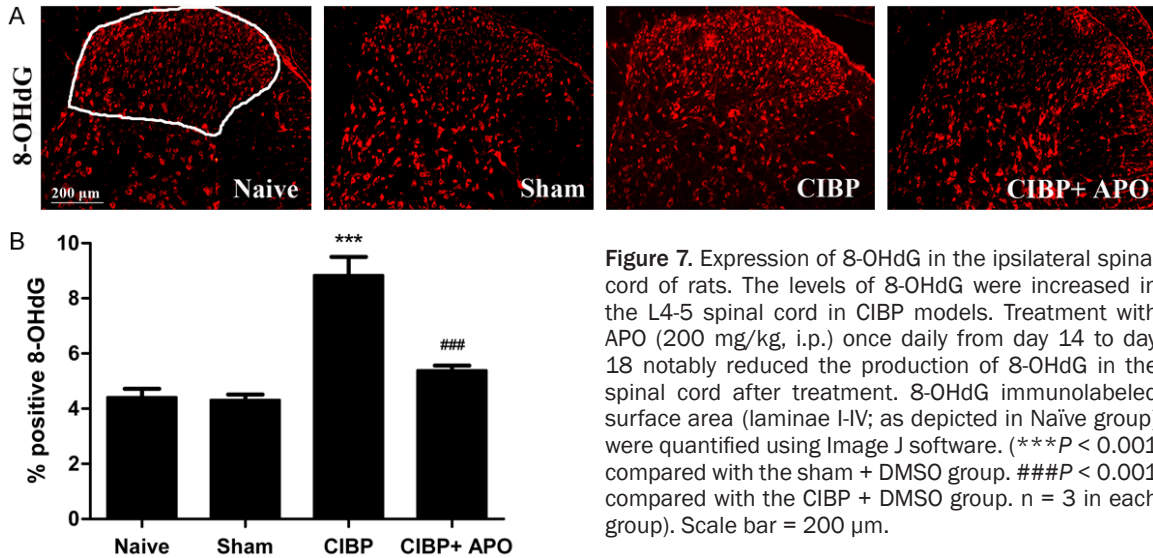 A
8-OHdG
200 µm
Naive
Sham
CIBP
CIBP+ APO
B
% positive 8-OHdG
10
8
6
4
2
0
***
###
Naive
Sham
CIBP
CIBP+ APO
Figure 7. Expression of 8-OHdG in the ipsilateral spinal
cord of rats. The levels of 8-OHdG were increased in
the L4-5 spinal cord in CIBP models. Treatment with
APO (200 mg/kg, i.p.) once daily from day 14 to day
18 notably reduced the production of 8-OHdG in the
spinal cord after treatment. 8-OHdG immunolabeled
surface area (laminae I-IV; as depicted in Naïve group)
were quantified using Image J software. (***P < 0.001
compared with the sham + DMSO group. ###P < 0.001
compared with the CIBP + DMSO group. n = 3 in each
group). Scale bar = 200 µm.